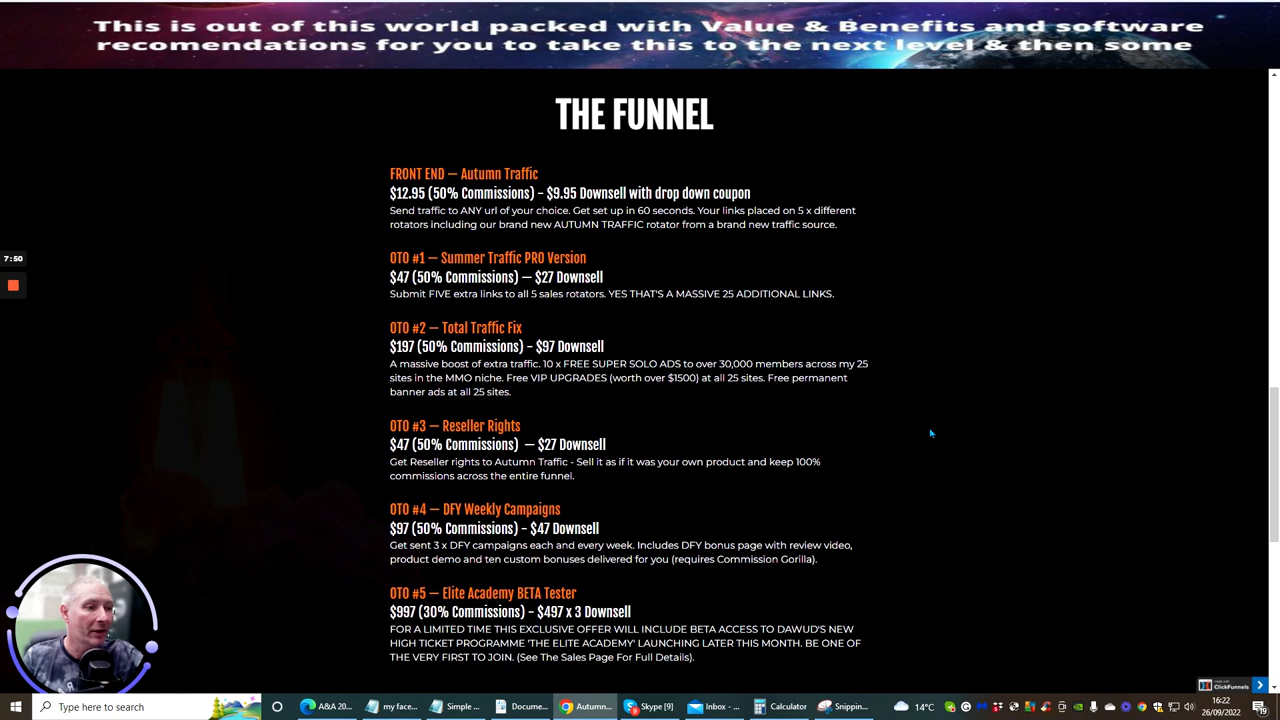 This is out of this world packed with Value & Benefits and software
recomendations for you to take this to the next level & then some
THE FUNNEL
FRONT END — Autumn Traffic
$12.95 (50% Commissions) - $9.95 Downsell with drop down coupon
Send traffic to ANY url of your choice. Get set up in 60 seconds. Your links placed on 5 x different
rotators including our brand new AUTUMN TRAFFIC rotator from a brand new traffic source.
7:50
OTO #1 — Summer Traffic PRO Version
$47 (50% Commissions) — $27 Downsell
Submit FIVE extra links to all 5 sales rotators. YES THAT'S A MASSIVE 25 ADDITIONAL LINKS.
OTO #2 — Total Traffic Fix
$197 (50% Commissions) - $97 Downsell
A massive boost of extra traffic. 10 x FREE SUPER SOLO ADS to over 30,000 members across my 25
sites in the MMO niche. Free VIP UPGRADES (worth over $1500) at all 25 sites. Free permanent
banner ads at all 25 sites.
OTO #3 — Reseller Rights
$47 (50% Commissions) — $27 Downsell
Get Reseller rights to Autumn Traffic - Sell it as if it was your own product and keep 100%
commissions across the entire funnel.
OTO #4 — DFY Weekly Campaigns
$97 (50% Commissions) - $47 Downsell
Get sent 3 x DFY campaigns each and every week. Includes DFY bonus page with review video,
product demo and ten custom bonuses delivered for you (requires Commission Gorilla).
OTO #5 — Elite Academy BETA Tester
$997 (30% Commissions) - $497 x 3 Downsell
FOR A LIMITED TIME THIS EXCLUSIVE OFFER WILL INCLUDE BETA ACCESS TO DAWUD'S NEW
HIGH TICKET PROGRAMME 'THE ELITE ACADEMY' LAUNCHING LATER THIS MONTH. BE ONE OF
THE VERY FIRST TO JOIN. (See The Sales Page For Full Details).
ClickFunnels
Type here to search
A&A 20...
my face...
Simple ...
Docume...
Autumn...
Skype [9]
Inbox - ...
Calculator
Snippin...
14°C
16:22
26/09/2022